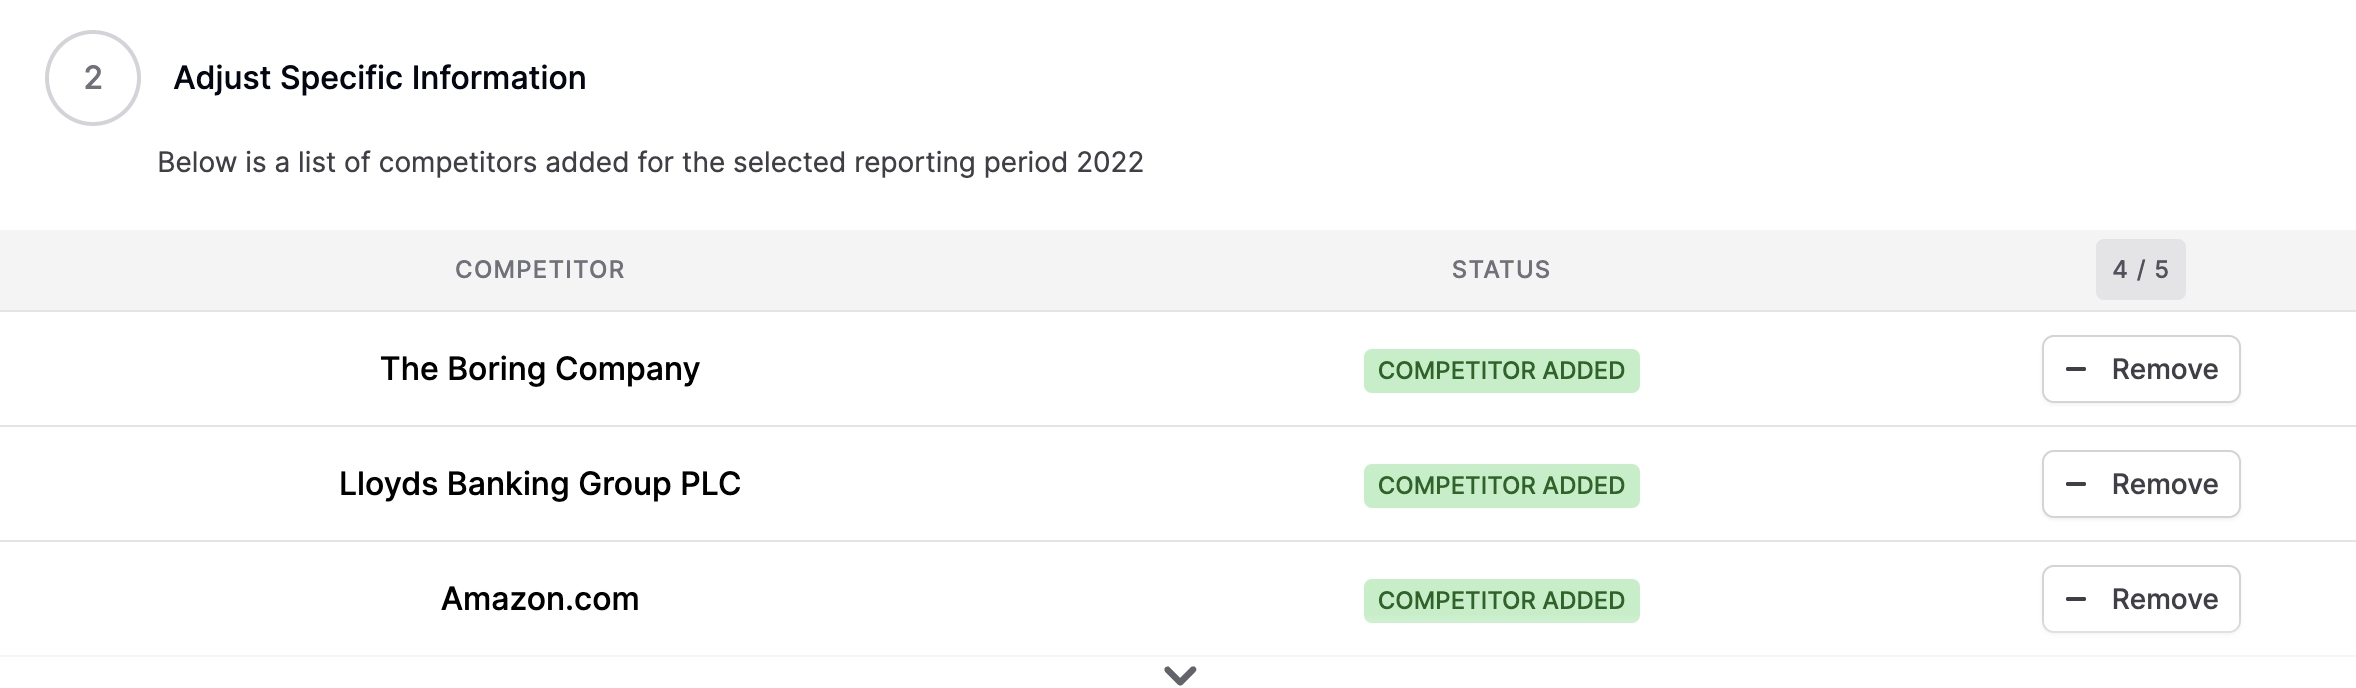 2
Adjust Specific Information
Below is a list of competitors added for the selected reporting period 2022
COMPETITOR STATUS 4 / 5
The Boring Company COMPETITOR ADDED Remove
Lloyds Banking Group PLC COMPETITOR ADDED Remove
Amazon.com COMPETITOR ADDED Remove